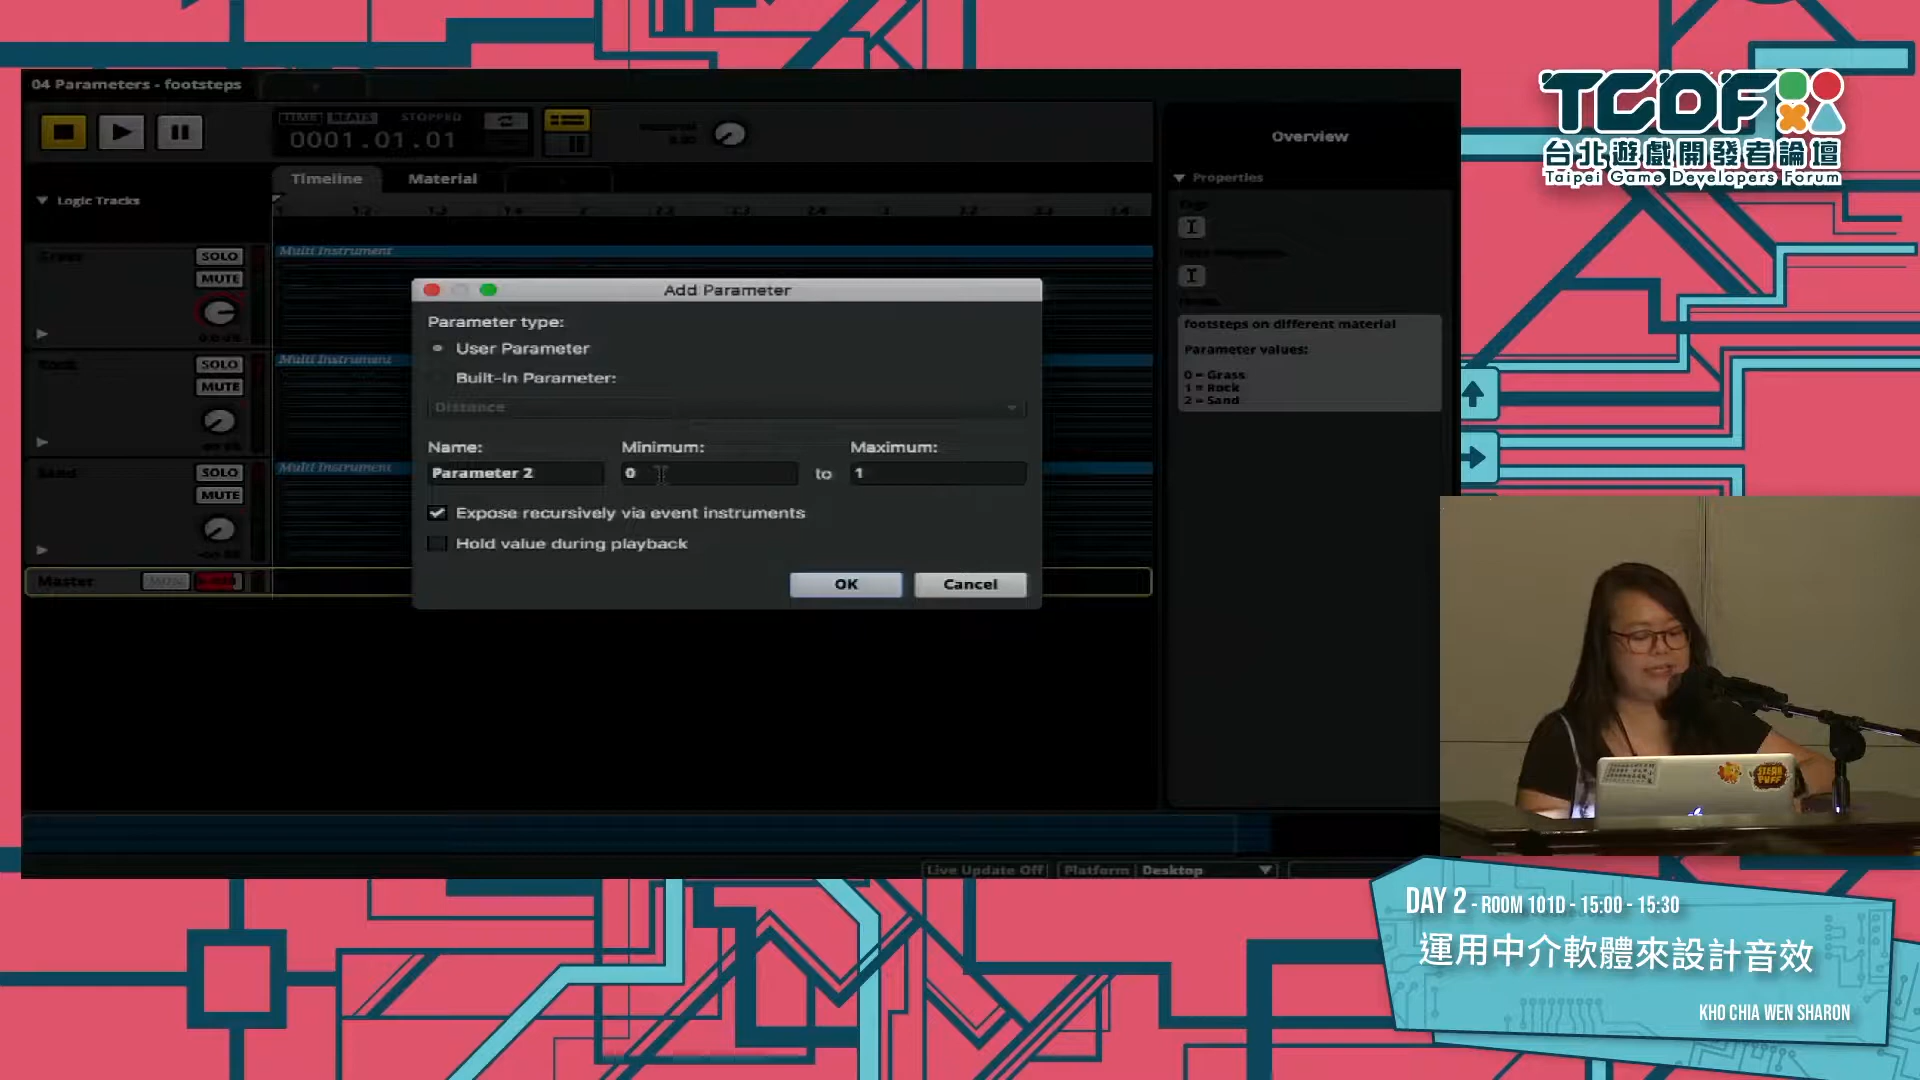 04 Parameters - footsteps
TIME BEATS STOPPED
0001.01.01
Timeline
Material
Logic Tracks
Multi Instrument
SOLO
MUTE
Multi Instrument
SOLO
MUTE
Multi Instrument
SOLO
MUTE
Master
Add Parameter
Parameter type:
User Parameter
Built-In Parameter:
Distance
Name:
Minimum:
Maximum:
Parameter 2
0
to
1
Expose recursively via event instruments
Hold value during playback
OK
Cancel
Overview
Properties
footsteps on different material
Parameter values:
0 = Grass
1 = Rock
2 = Sand
Live Update Off
Platform
Desktop
TGDF
台北遊戲開發者論壇
Taipei Game Developers Forum
DAY 2 - ROOM 101D - 15:00 - 15:30
運用中介軟體來設計音效
KHO CHIA WEN SHARON